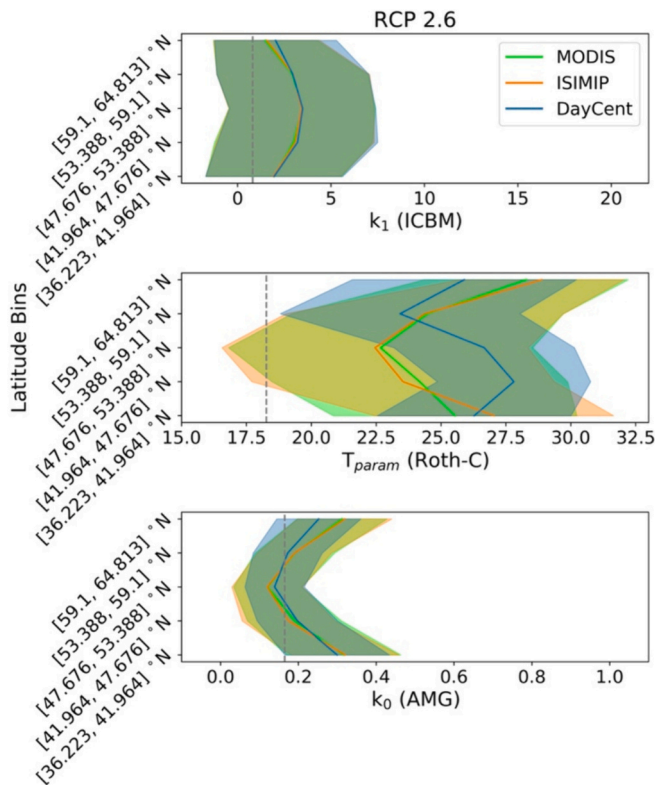 RCP 2.6
MODIS
ISIMIP
DayCent
[59.1, 64.813] °N
[53.388, 59.1] °N
[47.676, 53.388] °N
[41.964, 47.676] °N
[36.223, 41.964] °N
0 5 10 15 20
k₁ (ICBM)
Latitude Bins
[59.1, 64.813] °N
[53.388, 59.1] °N
[47.676, 53.388] °N
[41.964, 47.676] °N
[36.223, 41.964] °N
15.0 17.5 20.0 22.5 25.0 27.5 30.0 32.5
Tparam (Roth-C)
[59.1, 64.813] °N
[53.388, 59.1] °N
[47.676, 53.388] °N
[41.964, 47.676] °N
[36.223, 41.964] °N
0.0 0.2 0.4 0.6 0.8 1.0
k₀ (AMG)